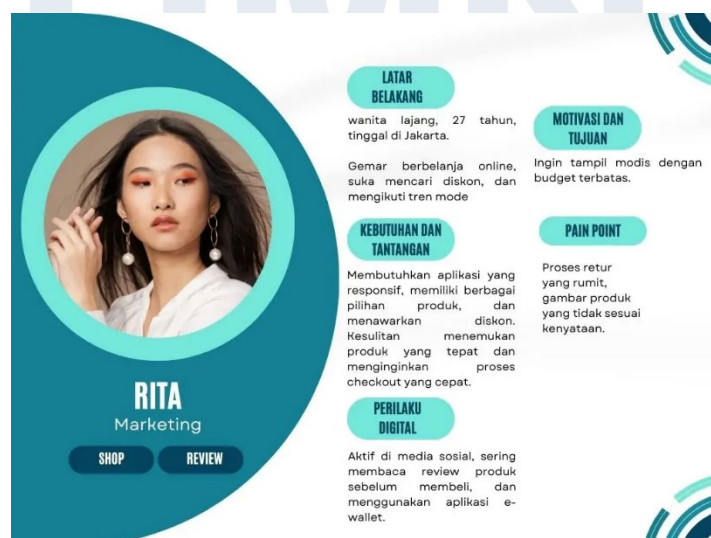 RITA
Marketing
SHOP
REVIEW
LATAR
BELAKANG
wanita lajang, 27 tahun,
tinggal di Jakarta.
Gemar berbelanja online,
suka mencari diskon, dan
mengikuti tren mode
KEBUTUHAN DAN
TANTANGAN
Membutuhkan aplikasi yang
responsif, memiliki berbagai
pilihan produk, dan
menawarkan diskon.
Kesulitan menemukan
produk yang tepat dan
menginginkan proses
checkout yang cepat.
PERILAKU
DIGITAL
Aktif di media sosial, sering
membaca review produk
sebelum membeli, dan
menggunakan aplikasi e-
wallet.
MOTIVASI DAN
TUJUAN
Ingin tampil modis dengan
budget terbatas.
PAIN POINT
Proses retur
yang rumit,
gambar produk
yang tidak sesuai
kenyataan.